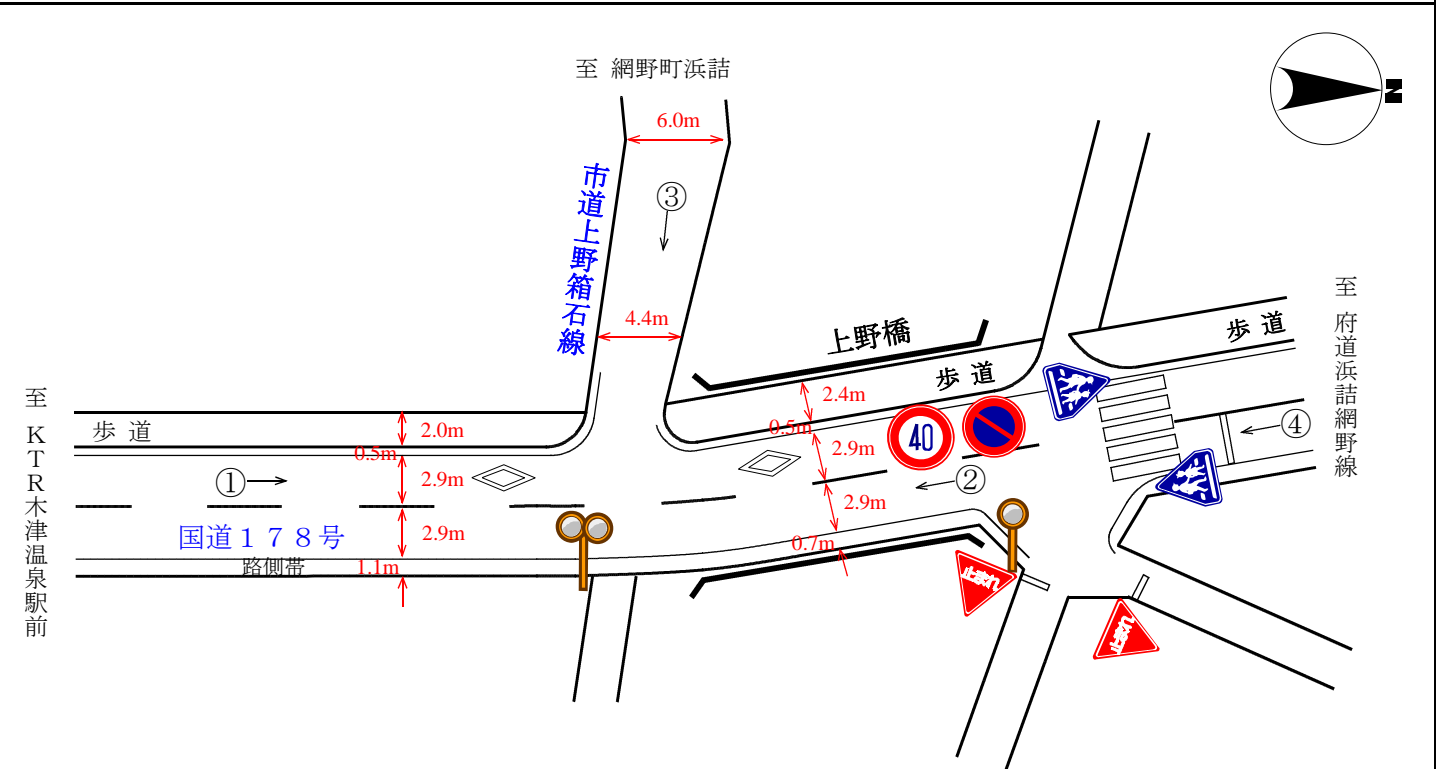 至 網野町浜詰
N
6.0m
③
市道上野箱石線
4.4m
上野橋
歩道
至 府道浜詰網野線
歩道
2.4m
至 KTR木津温泉駅前
歩道
2.0m
0.5m
0.5m
40
④
2.9m
①
2.9m
②
2.9m
国道178号
2.9m
0.7m
路側帯
1.1m
止まれ
止まれ